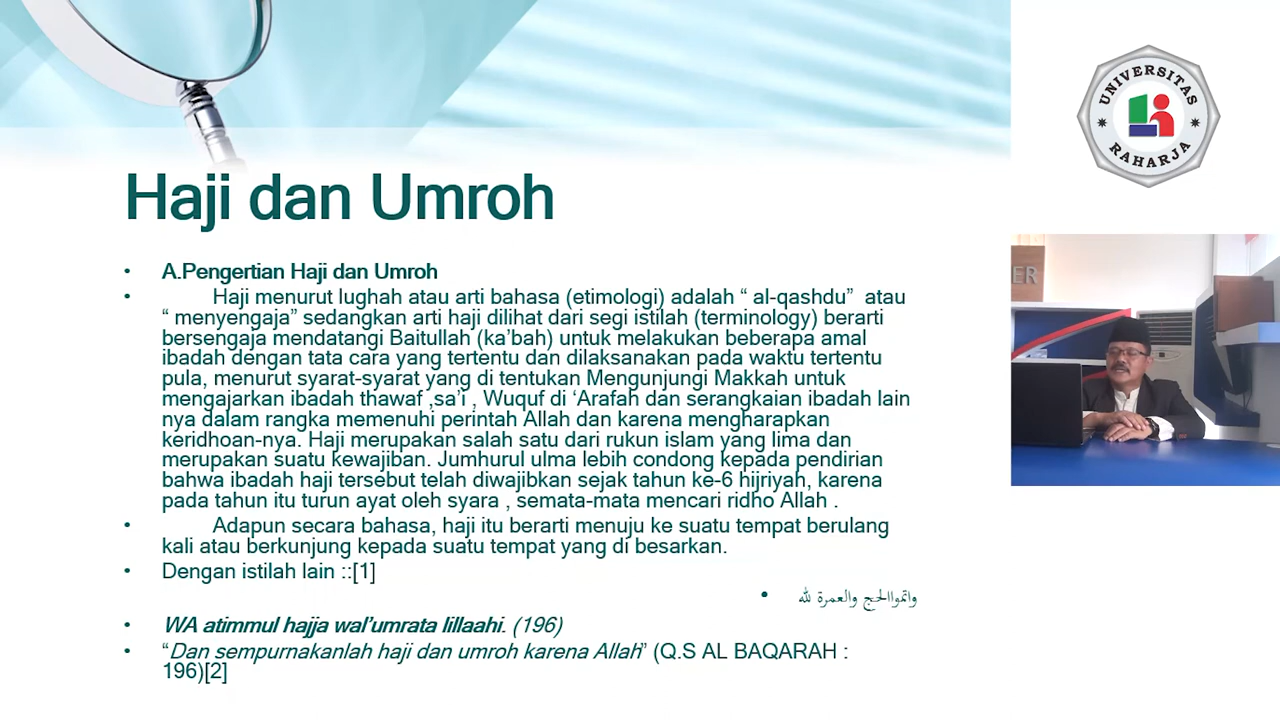 UNIVERSITAS
RAHARJA
ER
Haji dan Umroh
• A.Pengertian Haji dan Umroh
• Haji menurut lughah atau arti bahasa (etimologi) adalah “ al-qashdu” atau
“ menyengaja” sedangkan arti haji dilihat dari segi istilah (terminology) berarti
bersengaja mendatangi Baitullah (ka’bah) untuk melakukan beberapa amal
ibadah dengan tata cara yang tertentu dan dilaksanakan pada waktu tertentu
pula, menurut syarat-syarat yang di tentukan Mengunjungi Makkah untuk
mengajarkan ibadah thawaf ,sa’i , Wuquf di ‘Arafah dan serangkaian ibadah lain
nya dalam rangka memenuhi perintah Allah dan karena mengharapkan
keridhoan-nya. Haji merupakan salah satu dari rukun islam yang lima dan
merupakan suatu kewajiban. Jumhurul ulma lebih condong kepada pendirian
bahwa ibadah haji tersebut telah diwajibkan sejak tahun ke-6 hijriyah, karena
pada tahun itu turun ayat oleh syara , semata-mata mencari ridho Allah .
• Adapun secara bahasa, haji itu berarti menuju ke suatu tempat berulang
kali atau berkunjung kepada suatu tempat yang di besarkan.
• Dengan istilah lain ::[1]
• واتمواالحج والعمرة لله
• WA atimmul hajja wal’umrata lillaahi. (196)
• “Dan sempurnakanlah haji dan umroh karena Allah” (Q.S AL BAQARAH :
196)[2]